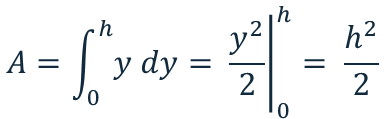 A = ∫₀ʰ y dy = y²/2 |₀ʰ = h²/2